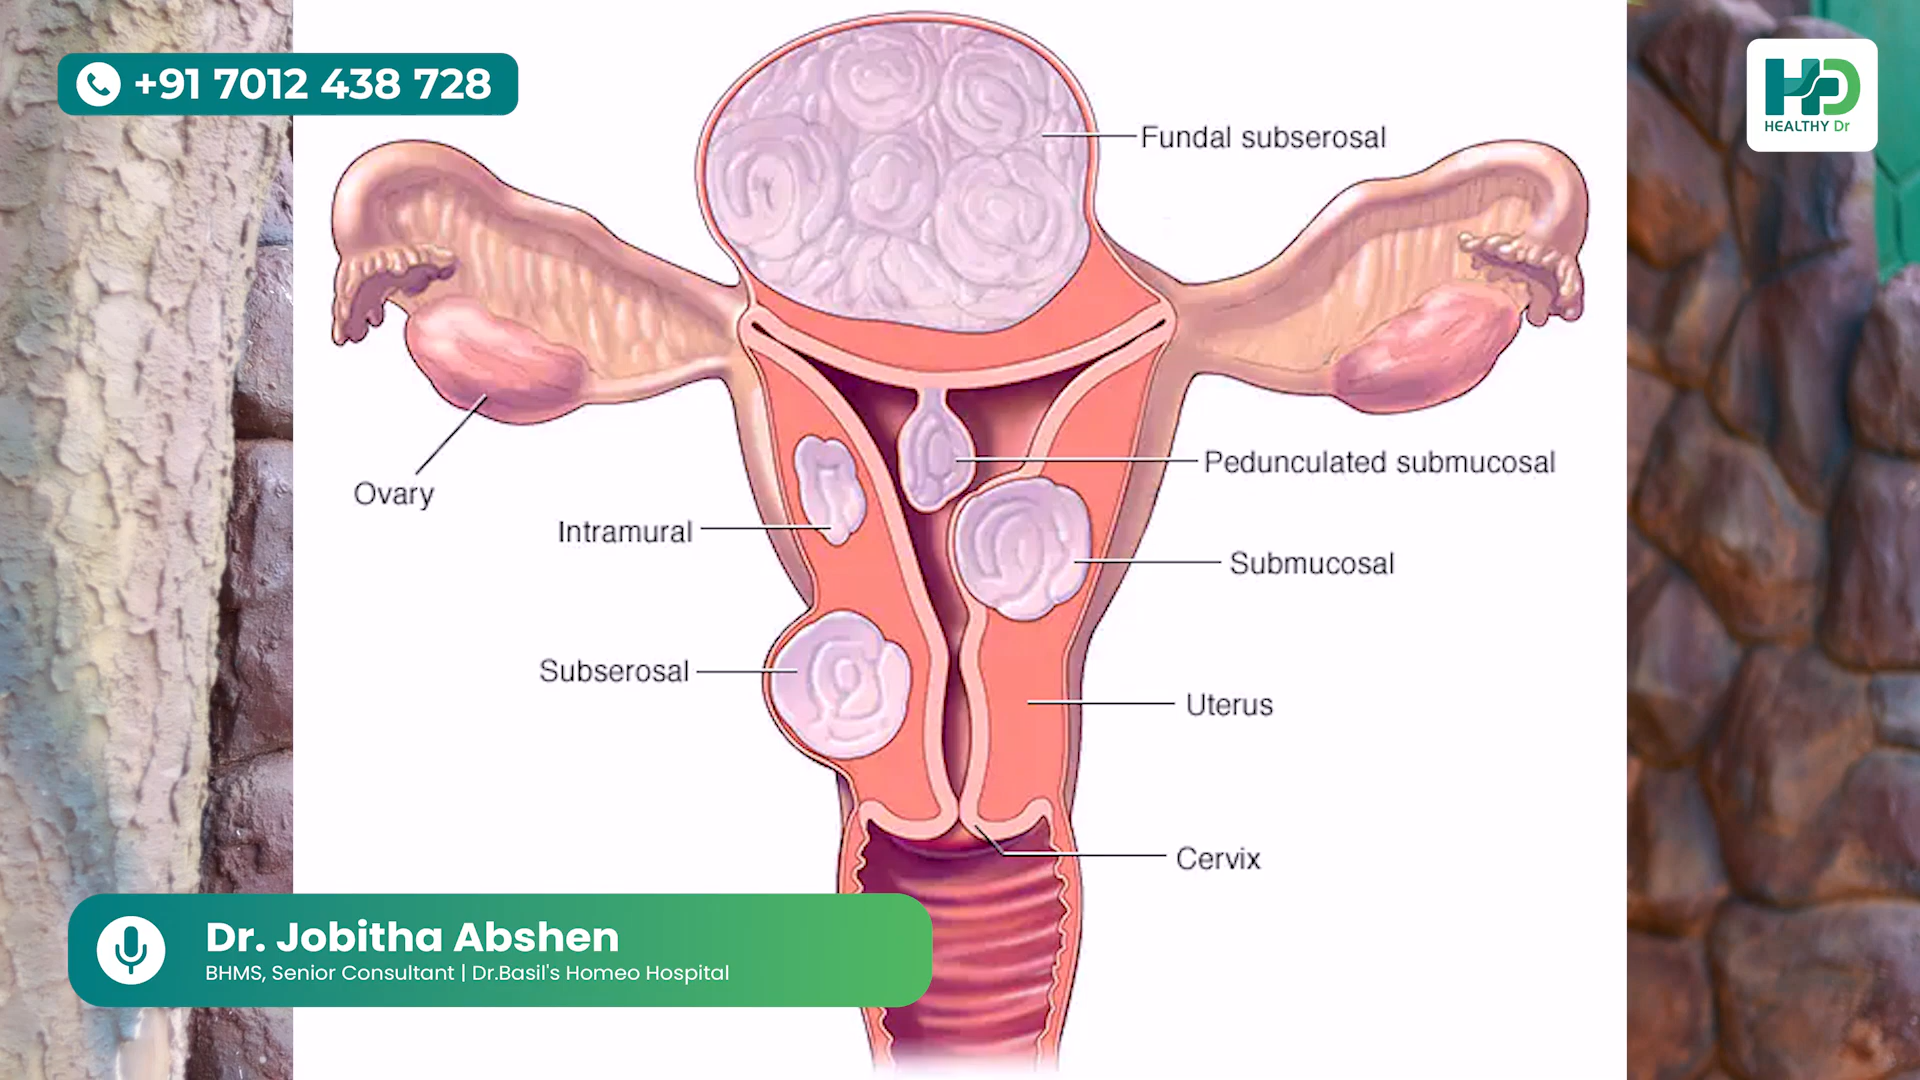 +91 7012 438 728
HD
HEALTHY Dr
Fundal subserosal
Ovary
Pedunculated submucosal
Intramural
Submucosal
Subserosal
Uterus
Cervix
Dr. Jobitha Abshen
BHMS, Senior Consultant | Dr.Basil's Homeo Hospital